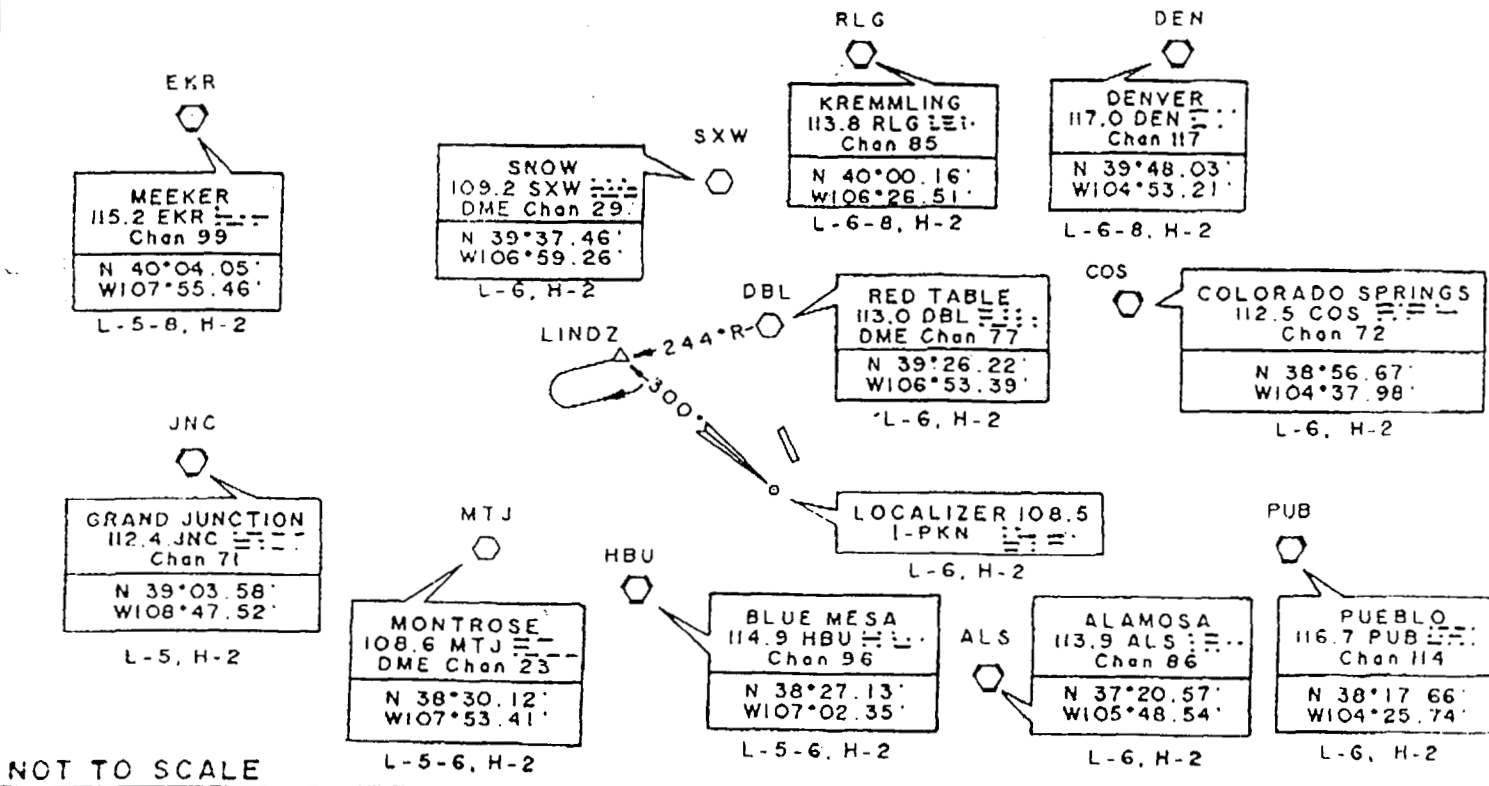 RLG
DEN
EKR
SXW
KREMMLING
113.8 RLG
Chan 85
N 40°00.16'
W106°26.51'
L-6-8, H-2
DENVER
117.0 DEN
Chan 117
N 39°48.03'
W104°53.21'
L-6-8, H-2
MEEKER
115.2 EKR
Chan 99
N 40°04.05'
W107°55.46'
L-5-8, H-2
SNOW
109.2 SXW
DME Chan 29
N 39°37.46'
W106°59.26'
L-6, H-2
DBL
RED TABLE
113.0 DBL
DME Chan 77
N 39°26.22'
W106°53.39'
L-6, H-2
COS
COLORADO SPRINGS
112.5 COS
Chan 72
N 38°56.67'
W104°37.98'
L-6, H-2
LINDZ
244°R
300°
JNC
GRAND JUNCTION
112.4 JNC
Chan 71
N 39°03.58'
W108°47.52'
L-5, H-2
LOCALIZER 108.5
I-PKN
L-6, H-2
MTJ
MONTROSE
108.6 MTJ
DME Chan 23
N 38°30.12'
W107°53.41'
L-5-6, H-2
HBU
BLUE MESA
114.9 HBU
Chan 96
N 38°27.13'
W107°02.35'
L-5-6, H-2
ALS
ALAMOSA
113.9 ALS
Chan 86
N 37°20.57'
W105°48.54'
L-6, H-2
PUB
PUEBLO
116.7 PUB
Chan 114
N 38°17 66'
W104°25.74'
L-6, H-2
NOT TO SCALE